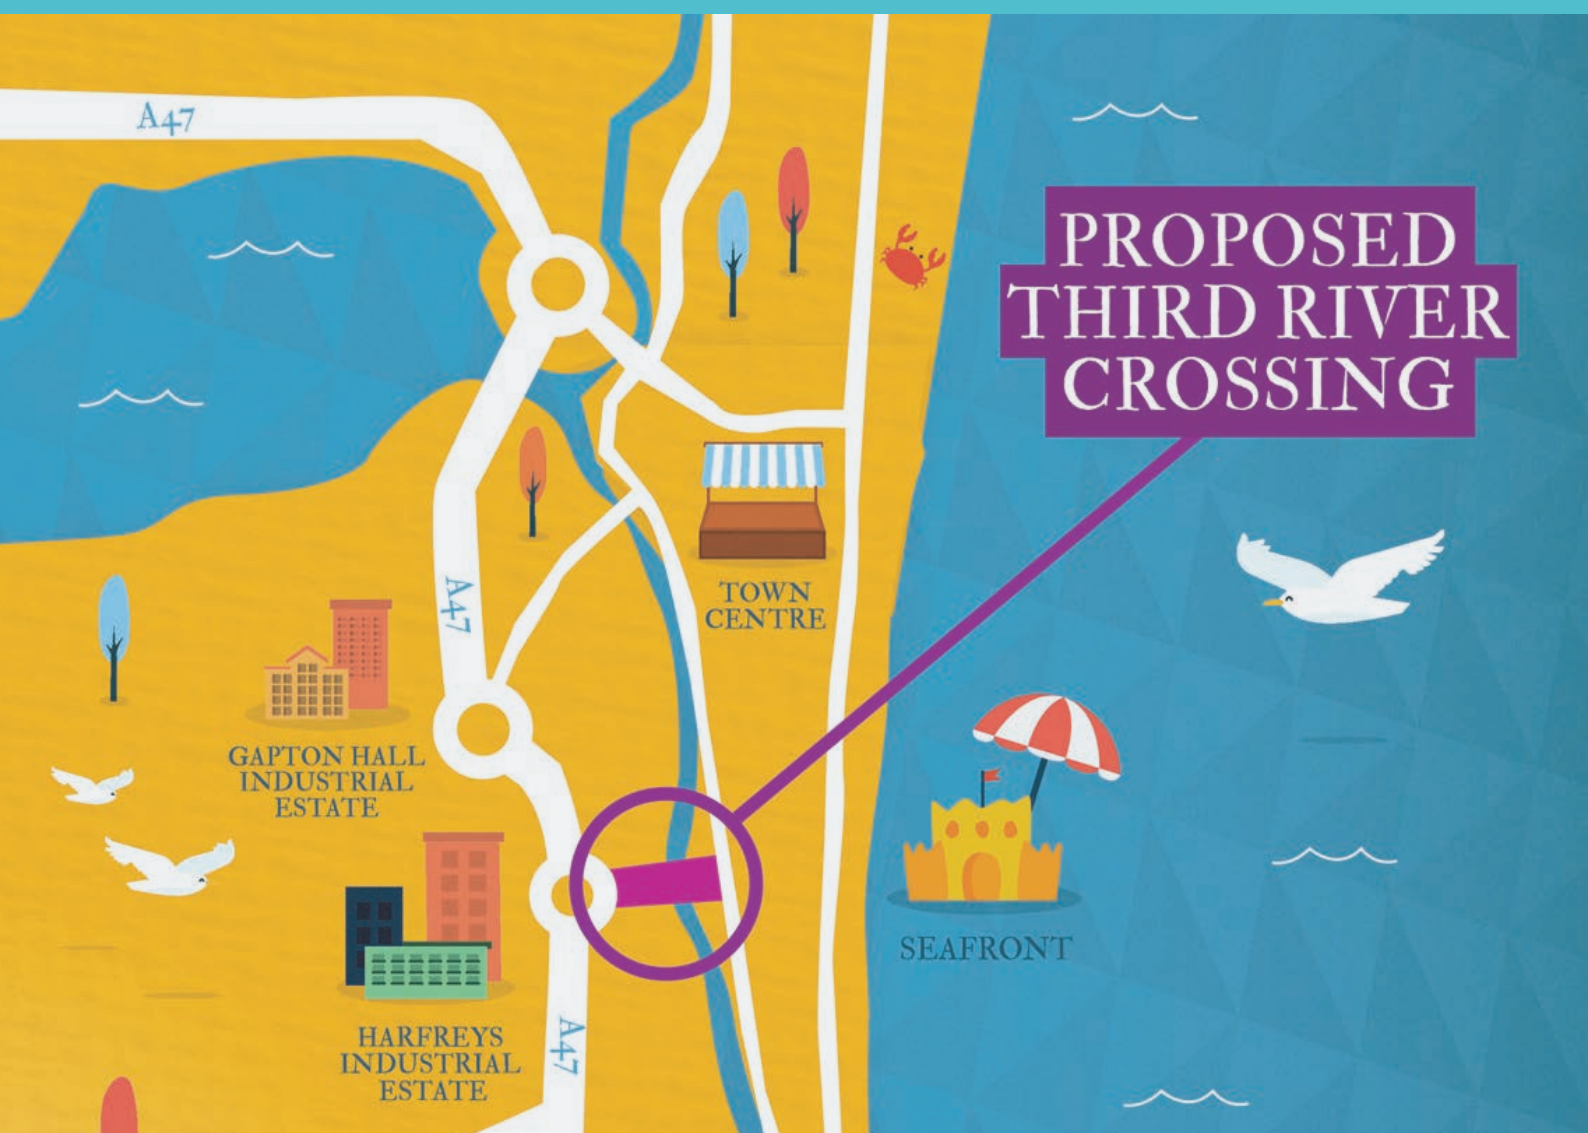 A47
PROPOSED
THIRD RIVER
CROSSING
A47
TOWN
CENTRE
GAPTON HALL
INDUSTRIAL
ESTATE
SEAFRONT
HARFREYS
INDUSTRIAL
ESTATE
A47